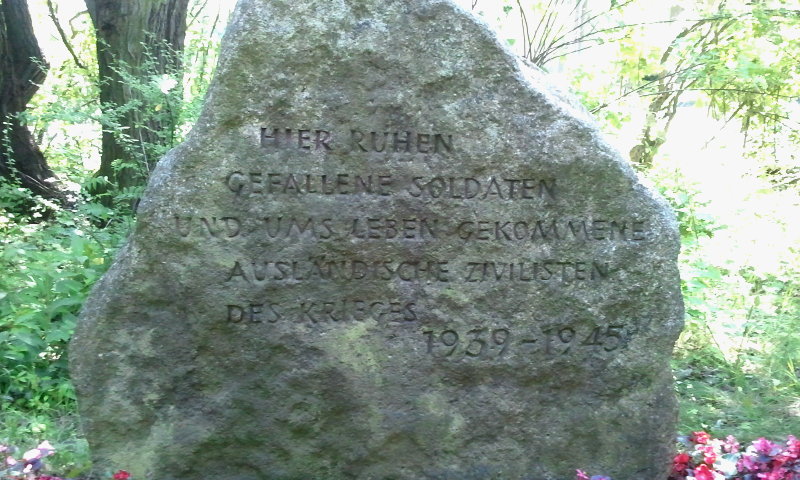 HIER RUHEN
GEFALLENE SOLDATEN
UND UMS LEBEN GEKOMMENE
AUSLÄNDISCHE ZIVILISTEN
DES KRIEGES
1939-1945